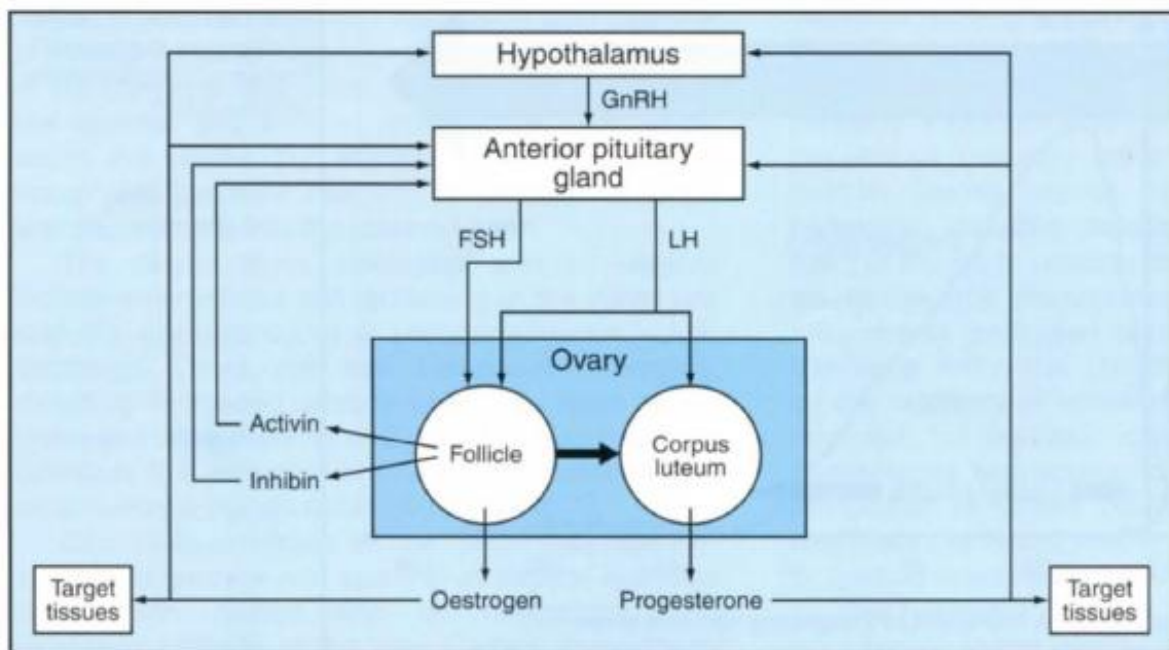 Hypothalamus
GnRH
Anterior pituitary
gland
FSH
LH
Ovary
Activin
Follicle
Corpus
luteum
Inhibin
Target
tissues
Oestrogen
Progesterone
Target
tissues